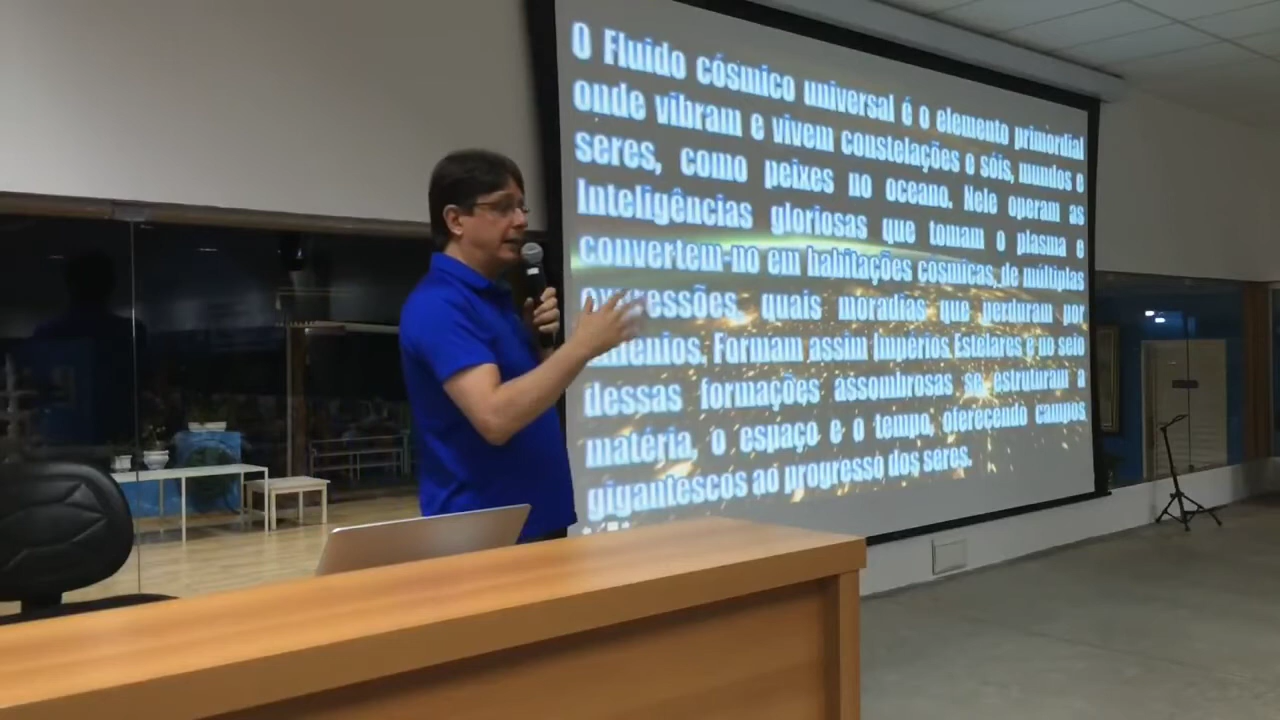 O Fluido cósmico universal é o elemento primordial
onde vibram e vivem constelações e sóis, mundos e
seres, como peixes no oceano. Nele operam as
Inteligências gloriosas que tomam o plasma e
convertem-no em habitações cósmicas, de múltiplas
expressões, quais moradias que perduram por
milênios. Formam assim Impérios Estelares e no seio
dessas formações assombrosas se estruturam a
matéria, o espaço e o tempo, oferecendo campos
gigantescos ao progresso dos seres.